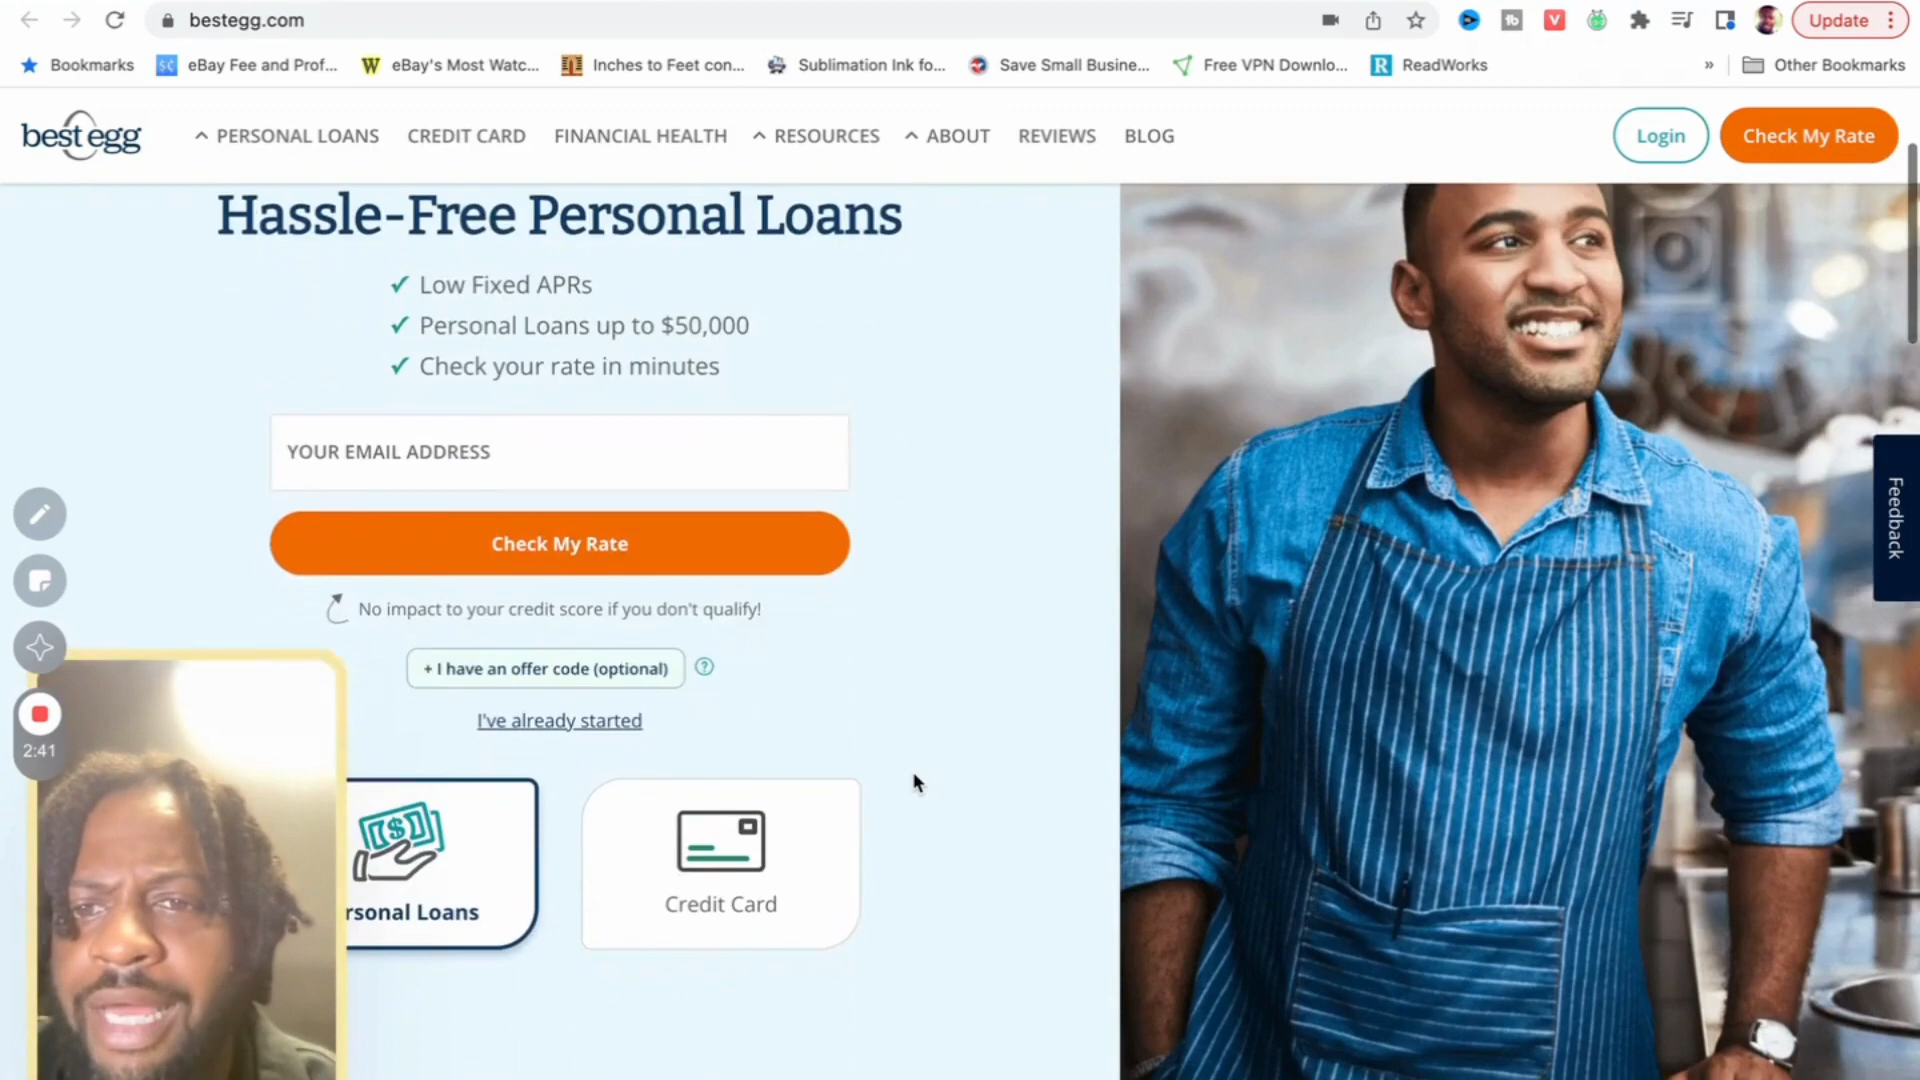 bestegg.com
Update
Bookmarks
eBay Fee and Prof...
eBay's Most Watc...
Inches to Feet con...
Sublimation Ink fo...
Save Small Busine...
Free VPN Downlo...
ReadWorks
»
Other Bookmarks
best egg
PERSONAL LOANS
CREDIT CARD
FINANCIAL HEALTH
RESOURCES
ABOUT
REVIEWS
BLOG
Login
Check My Rate
Hassle-Free Personal Loans
✓ Low Fixed APRs
✓ Personal Loans up to $50,000
✓ Check your rate in minutes
YOUR EMAIL ADDRESS
Check My Rate
No impact to your credit score if you don't qualify!
+ I have an offer code (optional)
I've already started
Feedback
2:41
rsonal Loans
Credit Card